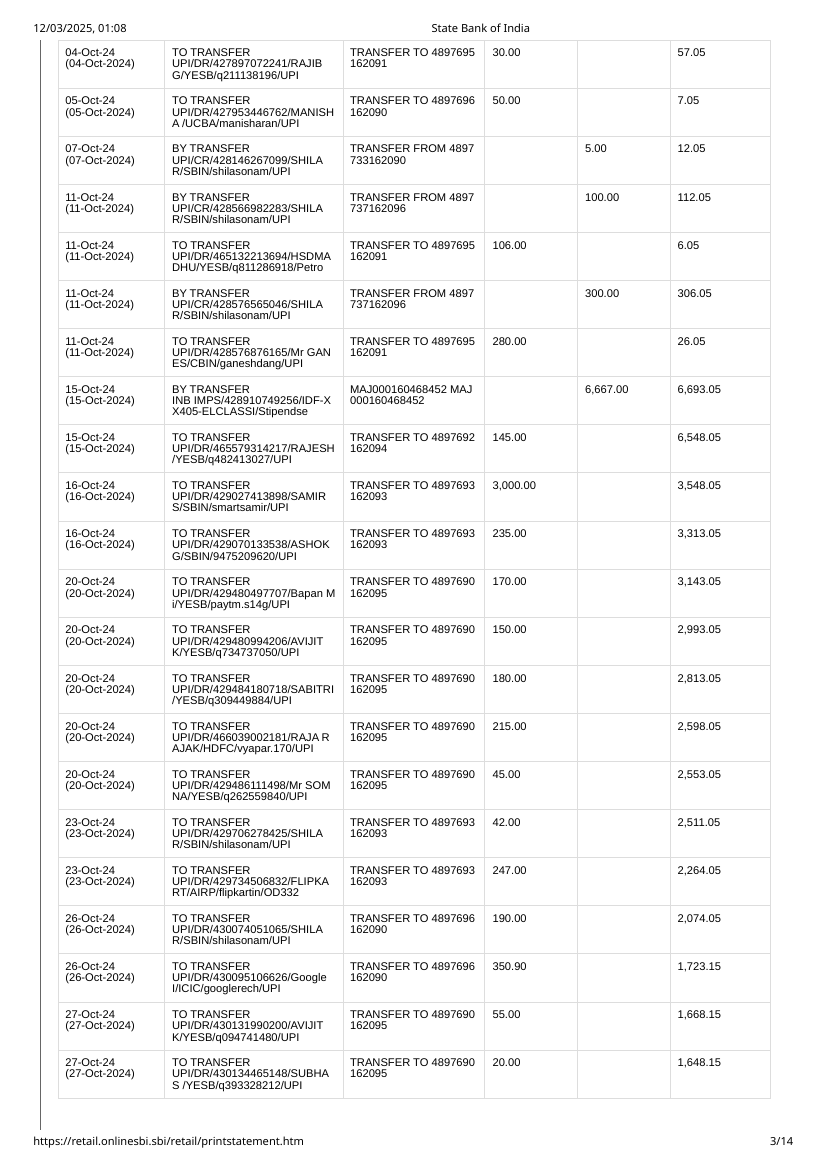 12/03/2025, 01:08 State Bank of India
04-Oct-24 TO TRANSFER TRANSFER TO 4897695 30.00 57.05
(04-Oct-2024) UPI/DR/427897072241/RAJIB 162091
G/YESB/q211138196/UPI
05-Oct-24 TO TRANSFER TRANSFER TO 4897696 50.00 7.05
(05-Oct-2024) UPI/DR/427953446762/MANISH 162090
A /UCBA/manisharan/UPI
07-Oct-24 BY TRANSFER TRANSFER FROM 4897 5.00 12.05
(07-Oct-2024) UPI/CR/428146267099/SHILA 733162090
R/SBIN/shilasonam/UPI
11-Oct-24 BY TRANSFER TRANSFER FROM 4897 100.00 112.05
(11-Oct-2024) UPI/CR/428566982283/SHILA 737162096
R/SBIN/shilasonam/UPI
11-Oct-24 TO TRANSFER TRANSFER TO 4897695 106.00 6.05
(11-Oct-2024) UPI/DR/465132213694/HSDMA 162091
DHU/YESB/q811286918/Petro
11-Oct-24 BY TRANSFER TRANSFER FROM 4897 300.00 306.05
(11-Oct-2024) UPI/CR/428576565046/SHILA 737162096
R/SBIN/shilasonam/UPI
11-Oct-24 TO TRANSFER TRANSFER TO 4897695 280.00 26.05
(11-Oct-2024) UPI/DR/428576876165/Mr GAN 162091
ES/CBIN/ganeshdang/UPI
15-Oct-24 BY TRANSFER MAJ000160468452 MAJ 6,667.00 6,693.05
(15-Oct-2024) INB IMPS/428910749256/IDF-X 000160468452
X405-ELCLASSI/Stipendse
15-Oct-24 TO TRANSFER TRANSFER TO 4897692 145.00 6,548.05
(15-Oct-2024) UPI/DR/465579314217/RAJESH 162094
/YESB/q482413027/UPI
16-Oct-24 TO TRANSFER TRANSFER TO 4897693 3,000.00 3,548.05
(16-Oct-2024) UPI/DR/429027413898/SAMIR 162093
S/SBIN/smartsamir/UPI
16-Oct-24 TO TRANSFER TRANSFER TO 4897693 235.00 3,313.05
(16-Oct-2024) UPI/DR/429070133538/ASHOK 162093
G/SBIN/9475209620/UPI
20-Oct-24 TO TRANSFER TRANSFER TO 4897690 170.00 3,143.05
(20-Oct-2024) UPI/DR/429480497707/Bapan M 162095
i/YESB/paytm.s14g/UPI
20-Oct-24 TO TRANSFER TRANSFER TO 4897690 150.00 2,993.05
(20-Oct-2024) UPI/DR/429480994206/AVIJIT 162095
K/YESB/q734737050/UPI
20-Oct-24 TO TRANSFER TRANSFER TO 4897690 180.00 2,813.05
(20-Oct-2024) UPI/DR/429484180718/SABITRI 162095
/YESB/q309449884/UPI
20-Oct-24 TO TRANSFER TRANSFER TO 4897690 215.00 2,598.05
(20-Oct-2024) UPI/DR/466039002181/RAJA R 162095
AJAK/HDFC/vyapar.170/UPI
20-Oct-24 TO TRANSFER TRANSFER TO 4897690 45.00 2,553.05
(20-Oct-2024) UPI/DR/429486111498/Mr SOM 162095
NA/YESB/q262559840/UPI
23-Oct-24 TO TRANSFER TRANSFER TO 4897693 42.00 2,511.05
(23-Oct-2024) UPI/DR/429706278425/SHILA 162093
R/SBIN/shilasonam/UPI
23-Oct-24 TO TRANSFER TRANSFER TO 4897693 247.00 2,264.05
(23-Oct-2024) UPI/DR/429734506832/FLIPKA 162093
RT/AIRP/flipkartin/OD332
26-Oct-24 TO TRANSFER TRANSFER TO 4897696 190.00 2,074.05
(26-Oct-2024) UPI/DR/430074051065/SHILA 162090
R/SBIN/shilasonam/UPI
26-Oct-24 TO TRANSFER TRANSFER TO 4897696 350.90 1,723.15
(26-Oct-2024) UPI/DR/430095106626/Google 162090
I/ICIC/googlerech/UPI
27-Oct-24 TO TRANSFER TRANSFER TO 4897690 55.00 1,668.15
(27-Oct-2024) UPI/DR/430131990200/AVIJIT 162095
K/YESB/q094741480/UPI
27-Oct-24 TO TRANSFER TRANSFER TO 4897690 20.00 1,648.15
(27-Oct-2024) UPI/DR/430134465148/SUBHA 162095
S /YESB/q393328212/UPI
https://retail.onlinesbi.sbi/retail/printstatement.htm 3/14